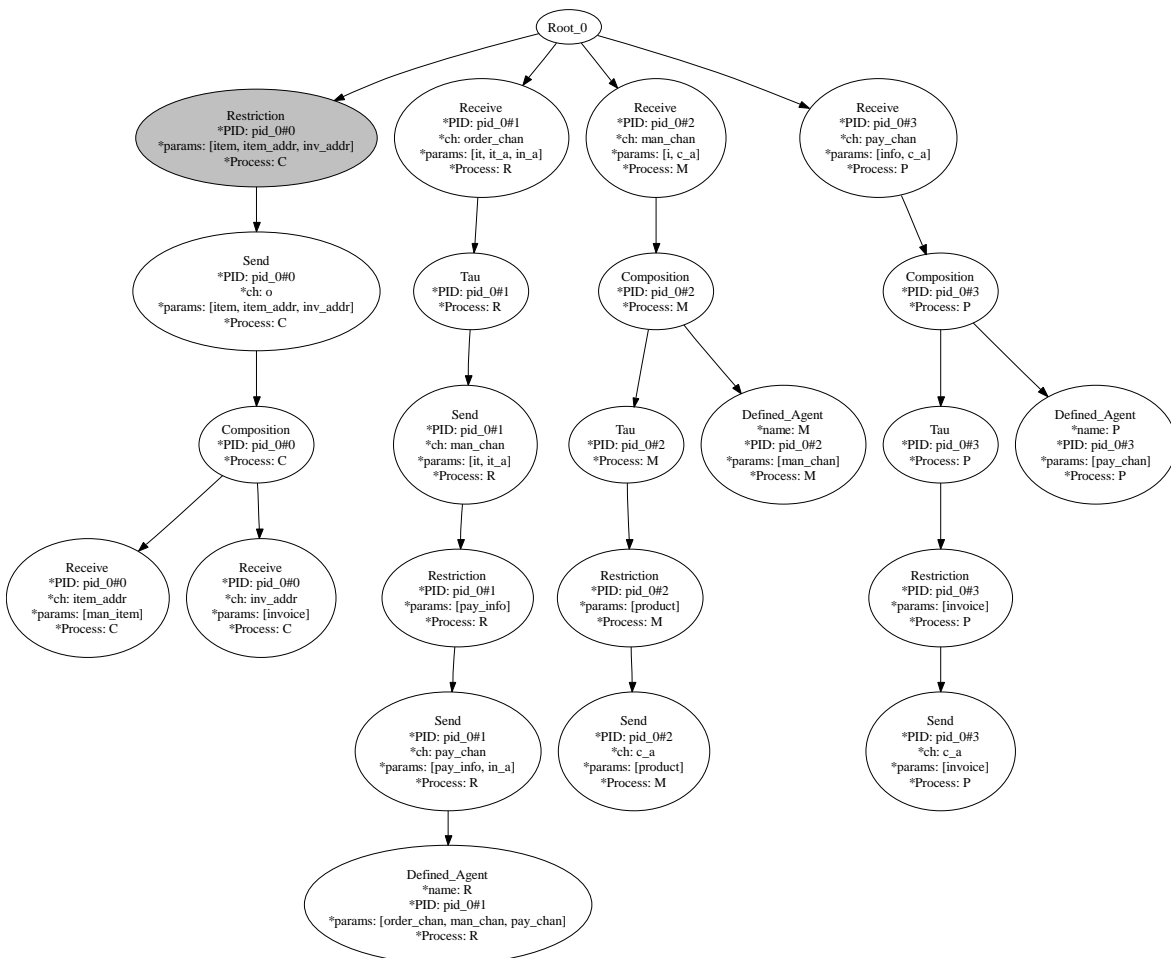 Root_0
Restriction
*PID: pid_0#0
*params: [item, item_addr, inv_addr]
*Process: C
Receive
*PID: pid_0#1
*ch: order_chan
*params: [it, it_a, in_a]
*Process: R
Receive
*PID: pid_0#2
*ch: man_chan
*params: [i, c_a]
*Process: M
Receive
*PID: pid_0#3
*ch: pay_chan
*params: [info, c_a]
*Process: P
Send
*PID: pid_0#0
*ch: o
*params: [item, item_addr, inv_addr]
*Process: C
Tau
*PID: pid_0#1
*Process: R
Composition
*PID: pid_0#2
*Process: M
Composition
*PID: pid_0#3
*Process: P
Composition
*PID: pid_0#0
*Process: C
Send
*PID: pid_0#1
*ch: man_chan
*params: [it, it_a]
*Process: R
Tau
*PID: pid_0#2
*Process: M
Defined_Agent
*name: M
*PID: pid_0#2
*params: [man_chan]
*Process: M
Tau
*PID: pid_0#3
*Process: P
Defined_Agent
*name: P
*PID: pid_0#3
*params: [pay_chan]
*Process: P
Receive
*PID: pid_0#0
*ch: item_addr
*params: [man_item]
*Process: C
Receive
*PID: pid_0#0
*ch: inv_addr
*params: [invoice]
*Process: C
Restriction
*PID: pid_0#1
*params: [pay_info]
*Process: R
Restriction
*PID: pid_0#2
*params: [product]
*Process: M
Restriction
*PID: pid_0#3
*params: [invoice]
*Process: P
Send
*PID: pid_0#1
*ch: pay_chan
*params: [pay_info, in_a]
*Process: R
Send
*PID: pid_0#2
*ch: c_a
*params: [product]
*Process: M
Send
*PID: pid_0#3
*ch: c_a
*params: [invoice]
*Process: P
Defined_Agent
*name: R
*PID: pid_0#1
*params: [order_chan, man_chan, pay_chan]
*Process: R